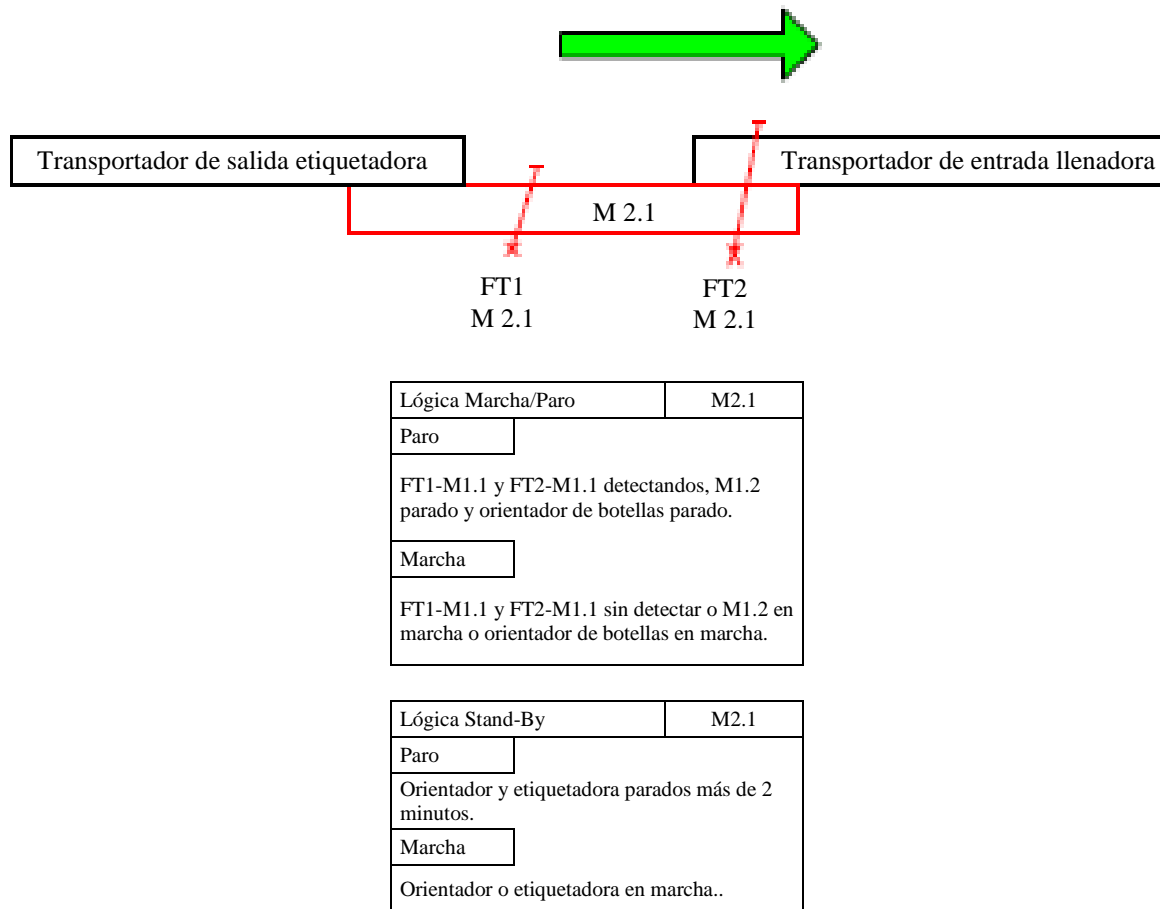 Transportador de salida etiquetadora
Transportador de entrada llenadora
M 2.1
FT1
M 2.1
FT2
M 2.1
Lógica Marcha/Paro
M2.1
Paro
FT1-M1.1 y FT2-M1.1 detectandos, M1.2
parado y orientador de botellas parado.
Marcha
FT1-M1.1 y FT2-M1.1 sin detectar o M1.2 en
marcha o orientador de botellas en marcha.
Lógica Stand-By
M2.1
Paro
Orientador y etiquetadora parados más de 2
minutos.
Marcha
Orientador o etiquetadora en marcha..